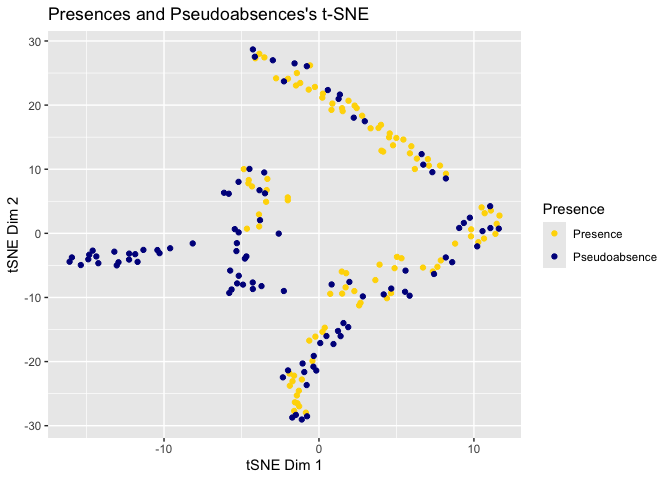 Presences and Pseudoabsences's t-SNE
30
20
10
0
-10
-20
-30
-10
0
10
tSNE Dim 1
tSNE Dim 2
Presence
Presence
Pseudoabsence